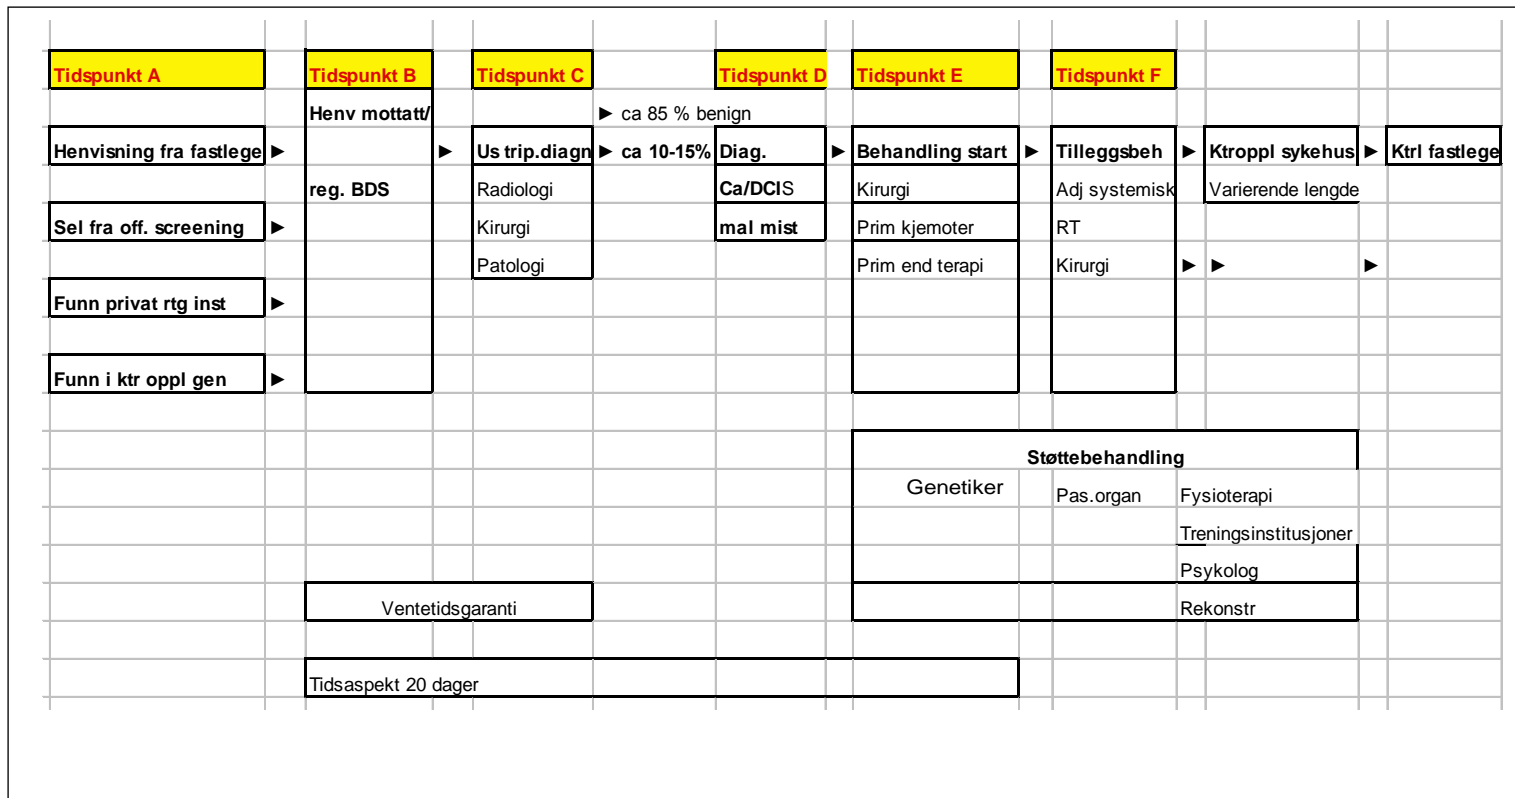 Tidspunkt A Tidspunkt B Tidspunkt C Tidspunkt D Tidspunkt E Tidspunkt F
Henv mottatt/ ► ca 85 % benign
Henvisning fra fastlege ► ► Us trip.diagn ► ca 10-15% Diag. ► Behandling start ► Tilleggsbeh ► Ktroppl sykehus ► Ktrl fastlege
reg. BDS Radiologi Ca/DCIS Kirurgi Adj systemisk Varierende lengde
Sel fra off. screening ► Kirurgi mal mist Prim kjemoter RT
Patologi Prim end terapi Kirurgi ► ► ►
Funn privat rtg inst ►
Funn i ktr oppl gen ►
Støttebehandling
Genetiker Pas.organ Fysioterapi
Treningsinstitusjoner
Psykolog
Ventetidsgaranti Rekonstr
Tidsaspekt 20 dager